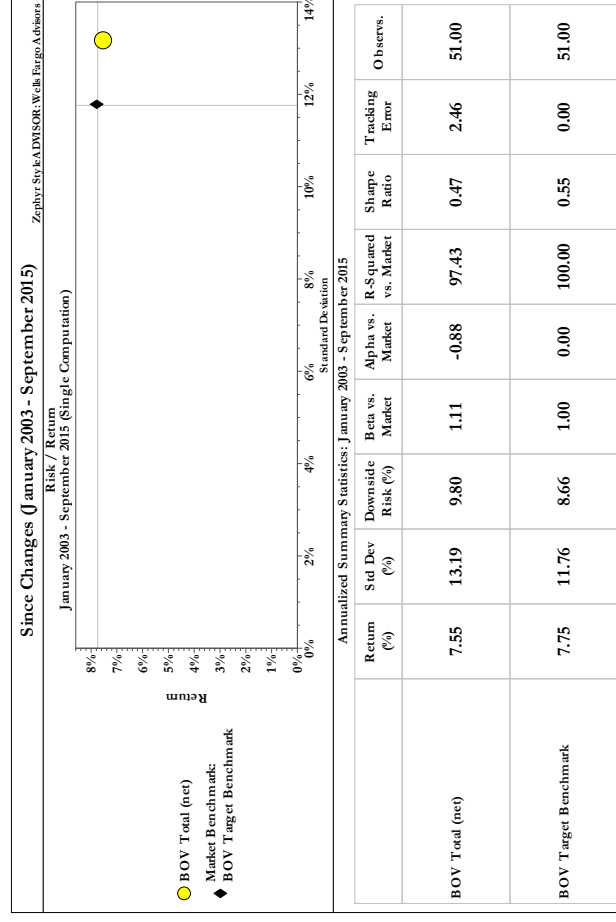 Since Changes (January 2003 - September 2015)
Zephyr StyleADVISOR: Wells Fargo Advisors
Risk / Return
January 2003 - September 2015 (Single Computation)
BOV Total (net)
Market Benchmark:
BOV Target Benchmark
Return
8%
7%
6%
5%
4%
3%
2%
1%
0%
0% 2% 4% 6% 8% 10% 12% 14%
Standard Deviation
Annualized Summary Statistics: January 2003 - September 2015
Return (%) Std Dev (%) Downside Risk (%) Beta vs. Market Alpha vs. Market R-Squared vs. Market Sharpe Ratio Tracking Error Observs.
BOV Total (net) 7.55 13.19 9.80 1.11 -0.88 97.43 0.47 2.46 51.00
BOV Target Benchmark 7.75 11.76 8.66 1.00 0.00 100.00 0.55 0.00 51.00